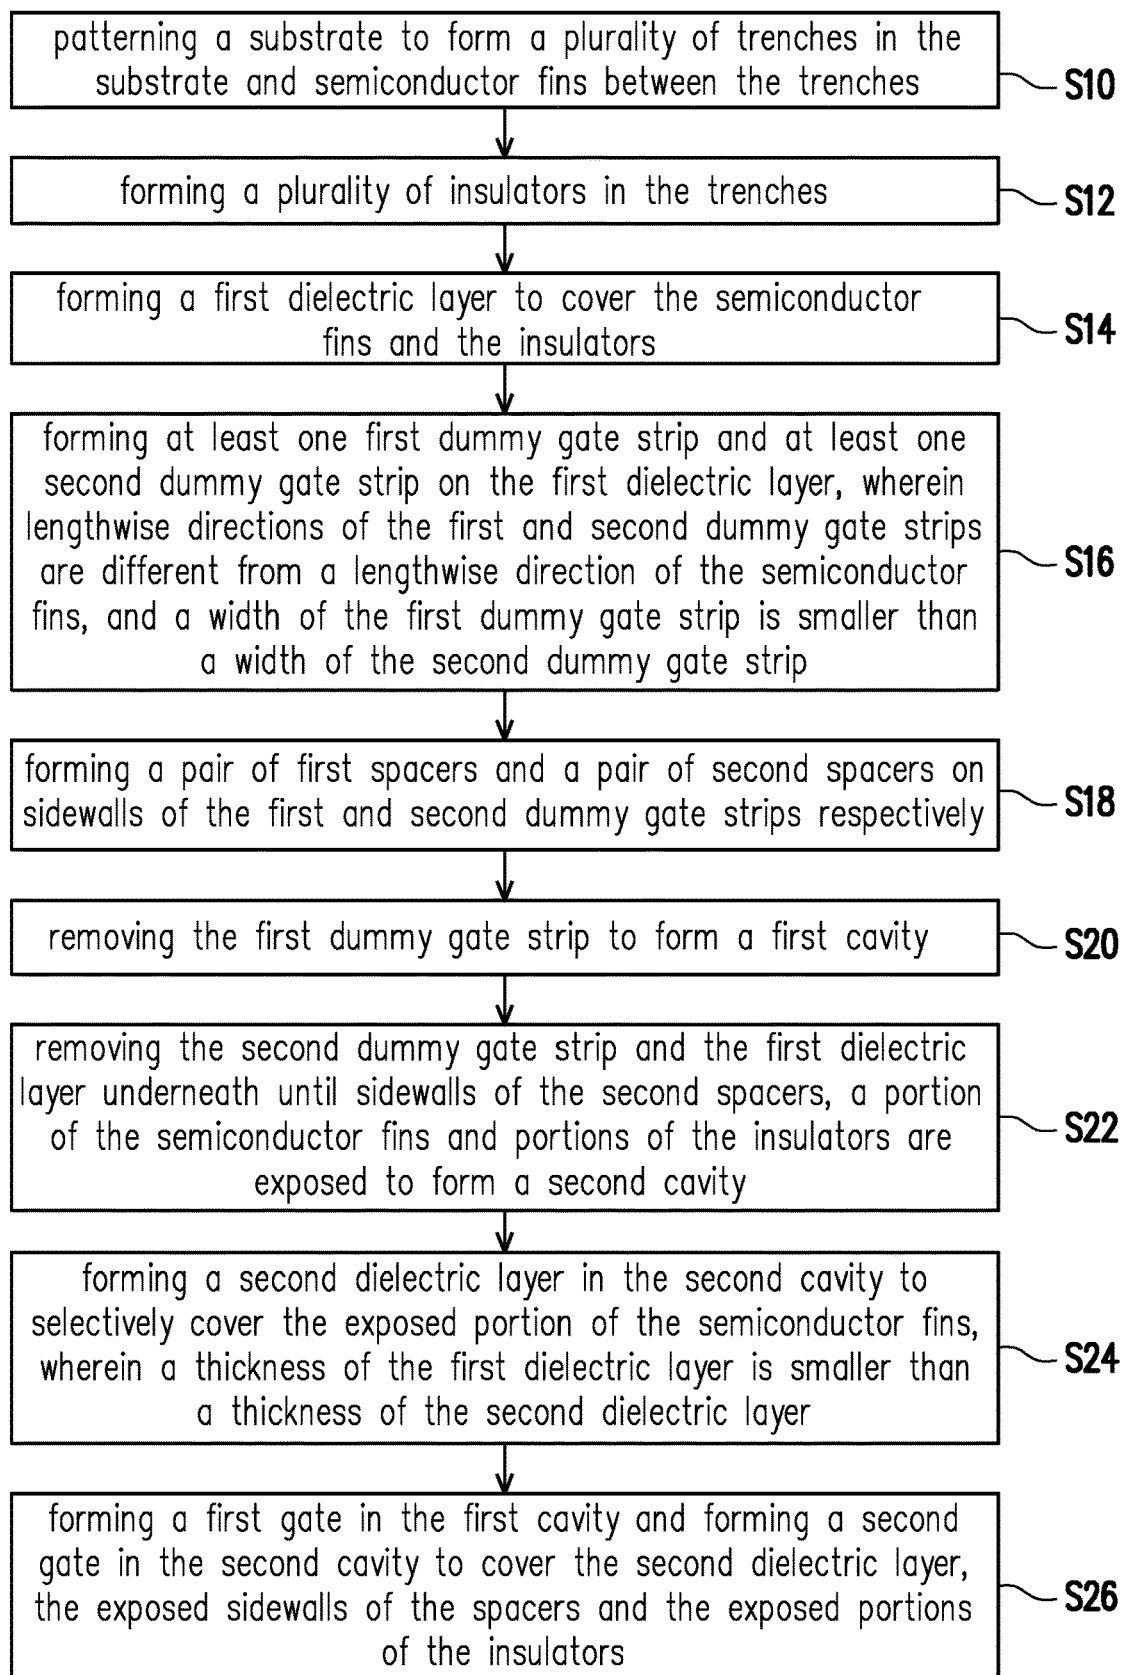 patterning a substrate to form a plurality of trenches in the
substrate and semiconductor fins between the trenches
S10
forming a plurality of insulators in the trenches
S12
forming a first dielectric layer to cover the semiconductor
fins and the insulators
S14
forming at least one first dummy gate strip and at least one
second dummy gate strip on the first dielectric layer, wherein
lengthwise directions of the first and second dummy gate strips
are different from a lengthwise direction of the semiconductor
fins, and a width of the first dummy gate strip is smaller than
a width of the second dummy gate strip
S16
forming a pair of first spacers and a pair of second spacers on
sidewalls of the first and second dummy gate strips respectively
S18
removing the first dummy gate strip to form a first cavity
S20
removing the second dummy gate strip and the first dielectric
layer underneath until sidewalls of the second spacers, a portion
of the semiconductor fins and portions of the insulators are
exposed to form a second cavity
S22
forming a second dielectric layer in the second cavity to
selectively cover the exposed portion of the semiconductor fins,
wherein a thickness of the first dielectric layer is smaller than
a thickness of the second dielectric layer
S24
forming a first gate in the first cavity and forming a second
gate in the second cavity to cover the second dielectric layer,
the exposed sidewalls of the spacers and the exposed portions
of the insulators
S26